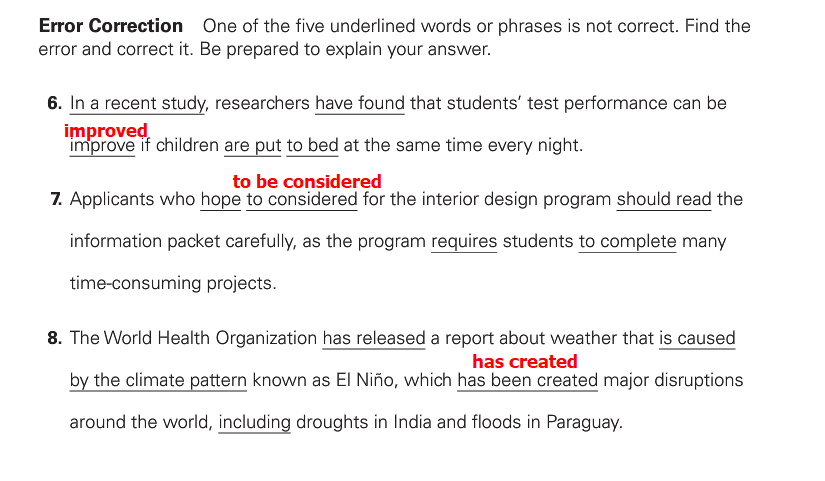 Error Correction One of the five underlined words or phrases is not correct. Find the
error and correct it. Be prepared to explain your answer.
6. In a recent study, researchers have found that students’ test performance can be
improved
improve if children are put to bed at the same time every night.
to be considered
7. Applicants who hope to considered for the interior design program should read the
information packet carefully, as the program requires students to complete many
time-consuming projects.
8. The World Health Organization has released a report about weather that is caused
has created
by the climate pattern known as El Niño, which has been created major disruptions
around the world, including droughts in India and floods in Paraguay.